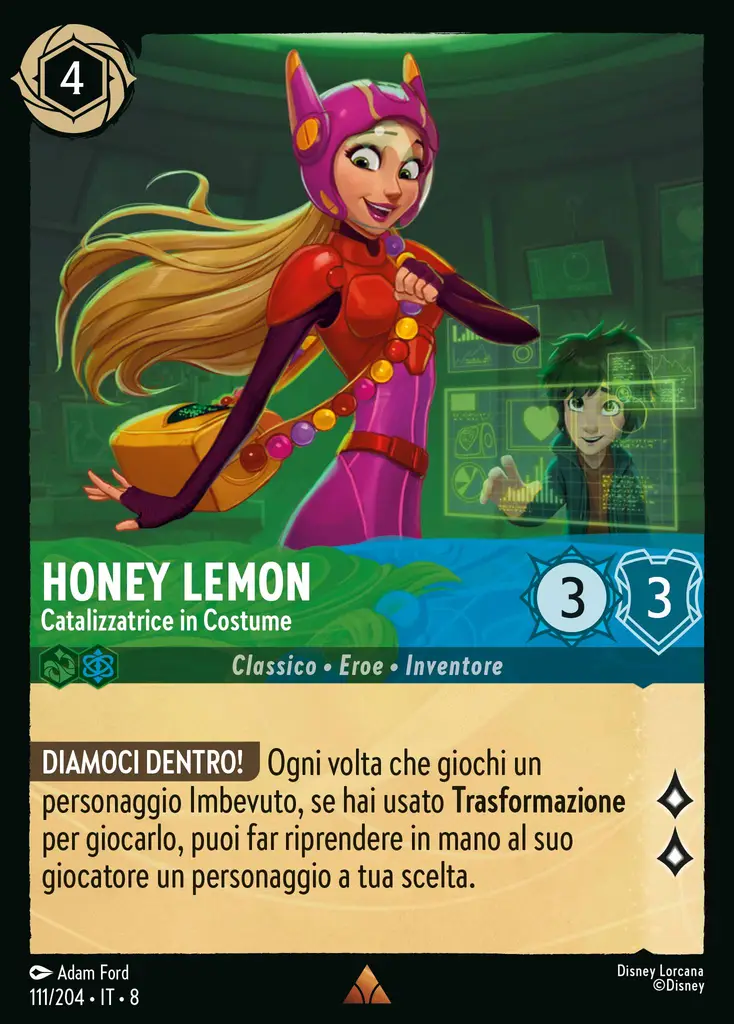 4
HONEY LEMON
Catalizzatrice in Costume
3
3
Classico • Eroe • Inventore
DIAMOCI DENTRO! Ogni volta che giochi un
personaggio Imbevuto, se hai usato Trasformazione
per giocarlo, puoi far riprendere in mano al suo
giocatore un personaggio a tua scelta.
Adam Ford
111/204 • IT • 8
Disney Lorcana
©Disney